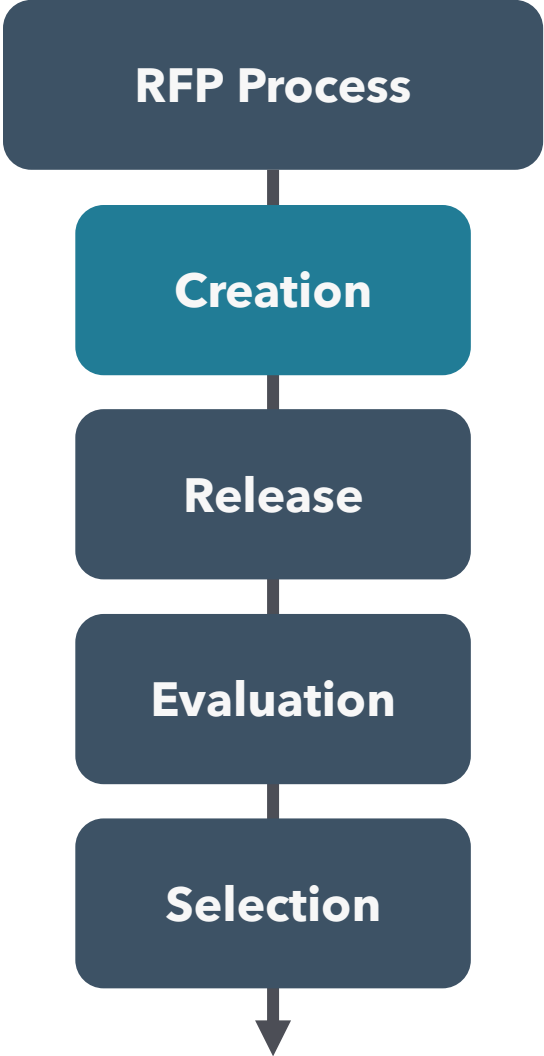 RFP Process
Creation
Release
Evaluation
Selection